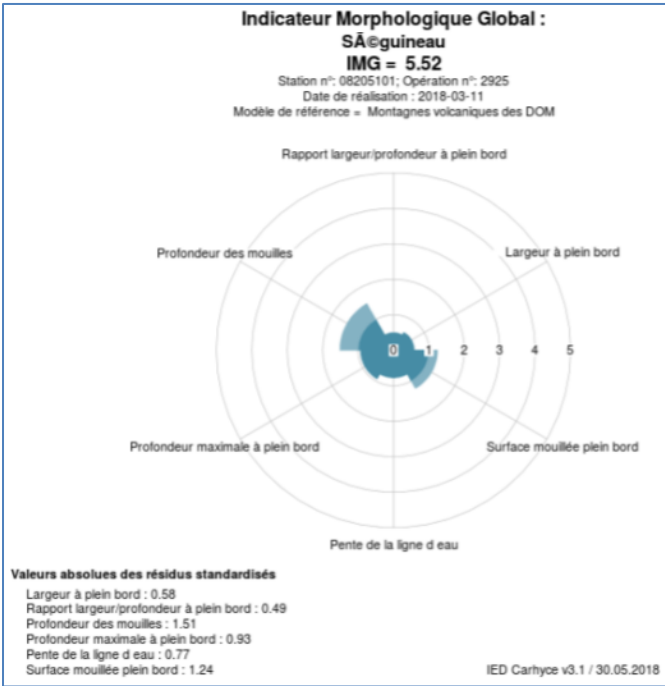 Indicateur Morphologique Global :
SÃ©guineau
IMG = 5.52
Station n°: 08205101; Opération n°: 2925
Date de réalisation : 2018-03-11
Modèle de référence = Montagnes volcaniques des DOM
Rapport largeur/profondeur à plein bord
Profondeur des mouilles
Largeur à plein bord
0 1 2 3 4 5
Profondeur maximale à plein bord
Surface mouillée plein bord
Pente de la ligne d eau
Valeurs absolues des résidus standardisés
Largeur à plein bord : 0.58
Rapport largeur/profondeur à plein bord : 0.49
Profondeur des mouilles : 1.51
Profondeur maximale à plein bord : 0.93
Pente de la ligne d eau : 0.77
Surface mouillée plein bord : 1.24
IED Carhyce v3.1 / 30.05.2018